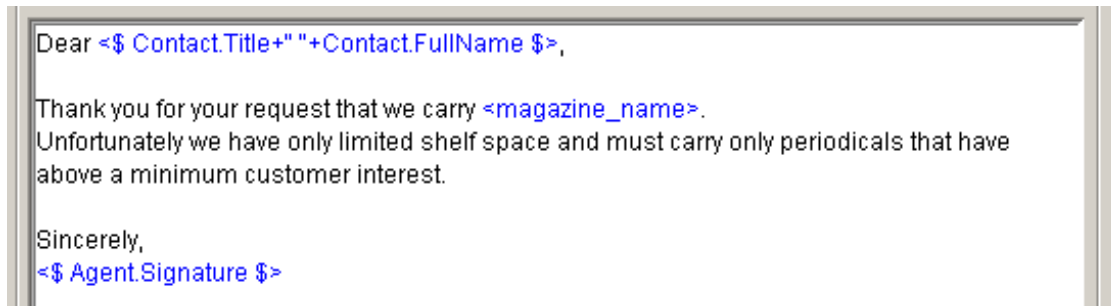 Dear <$ Contact.Title+" "+Contact.FullName $>,
Thank you for your request that we carry <magazine_name>.
Unfortunately we have only limited shelf space and must carry only periodicals that have
above a minimum customer interest.
Sincerely,
<$ Agent.Signature $>